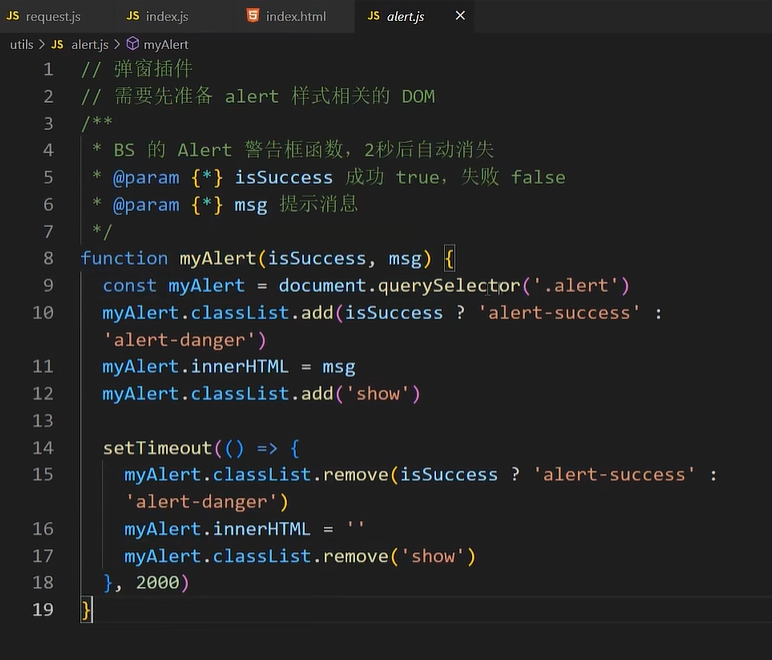 JS request.js JS index.js index.html JS alert.js ×
utils > JS alert.js > myAlert
1 // 弹窗插件
2 // 需要先准备 alert 样式相关的 DOM
3 /**
4 * BS 的 Alert 警告框函数，2秒后自动消失
5 * @param {*} isSuccess 成功 true，失败 false
6 * @param {*} msg 提示消息
7 */
8 function myAlert(isSuccess, msg) {
9 const myAlert = document.querySelector('.alert')
10 myAlert.classList.add(isSuccess ? 'alert-success' :
'alert-danger')
11 myAlert.innerHTML = msg
12 myAlert.classList.add('show')
13
14 setTimeout(() => {
15 myAlert.classList.remove(isSuccess ? 'alert-success' :
'alert-danger')
16 myAlert.innerHTML = ''
17 myAlert.classList.remove('show')
18 }, 2000)
19 }